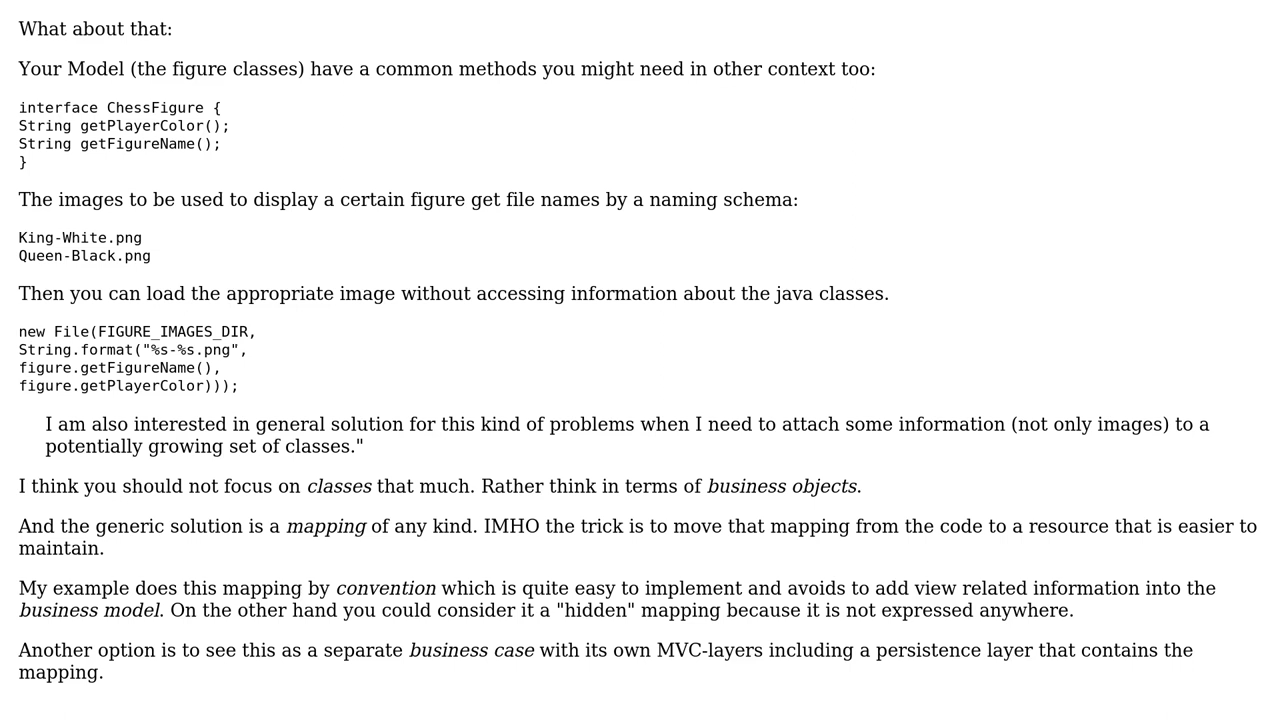 What about that:
Your Model (the figure classes) have a common methods you might need in other context too:
interface ChessFigure {
String getPlayerColor();
String getFigureName();
}
The images to be used to display a certain figure get file names by a naming schema:
King-White.png
Queen-Black.png
Then you can load the appropriate image without accessing information about the java classes.
new File(FIGURE_IMAGES_DIR,
String.format("%s-%s.png",
figure.getFigureName(),
figure.getPlayerColor)));
I am also interested in general solution for this kind of problems when I need to attach some information (not only images) to a
potentially growing set of classes."
I think you should not focus on classes that much. Rather think in terms of business objects.
And the generic solution is a mapping of any kind. IMHO the trick is to move that mapping from the code to a resource that is easier to
maintain.
My example does this mapping by convention which is quite easy to implement and avoids to add view related information into the
business model. On the other hand you could consider it a "hidden" mapping because it is not expressed anywhere.
Another option is to see this as a separate business case with its own MVC-layers including a persistence layer that contains the
mapping.